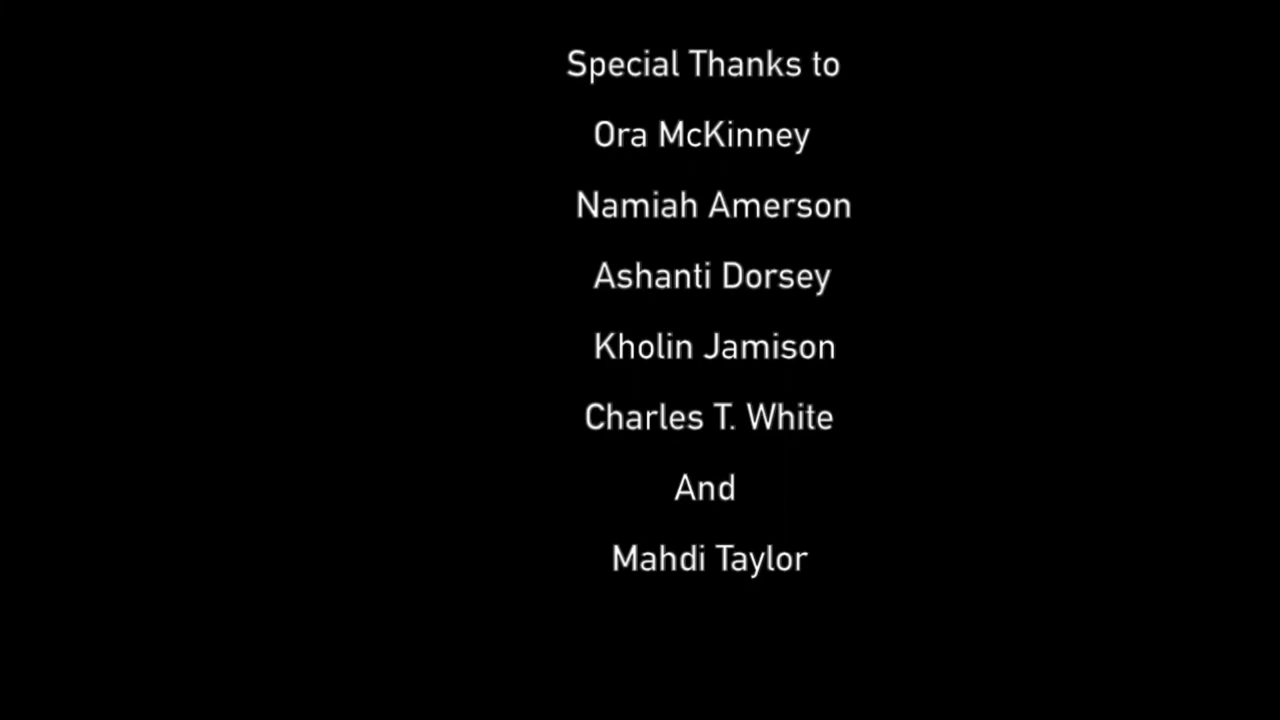 Special Thanks to
Ora McKinney
Namiah Amerson
Ashanti Dorsey
Kholin Jamison
Charles T. White
And
Mahdi Taylor